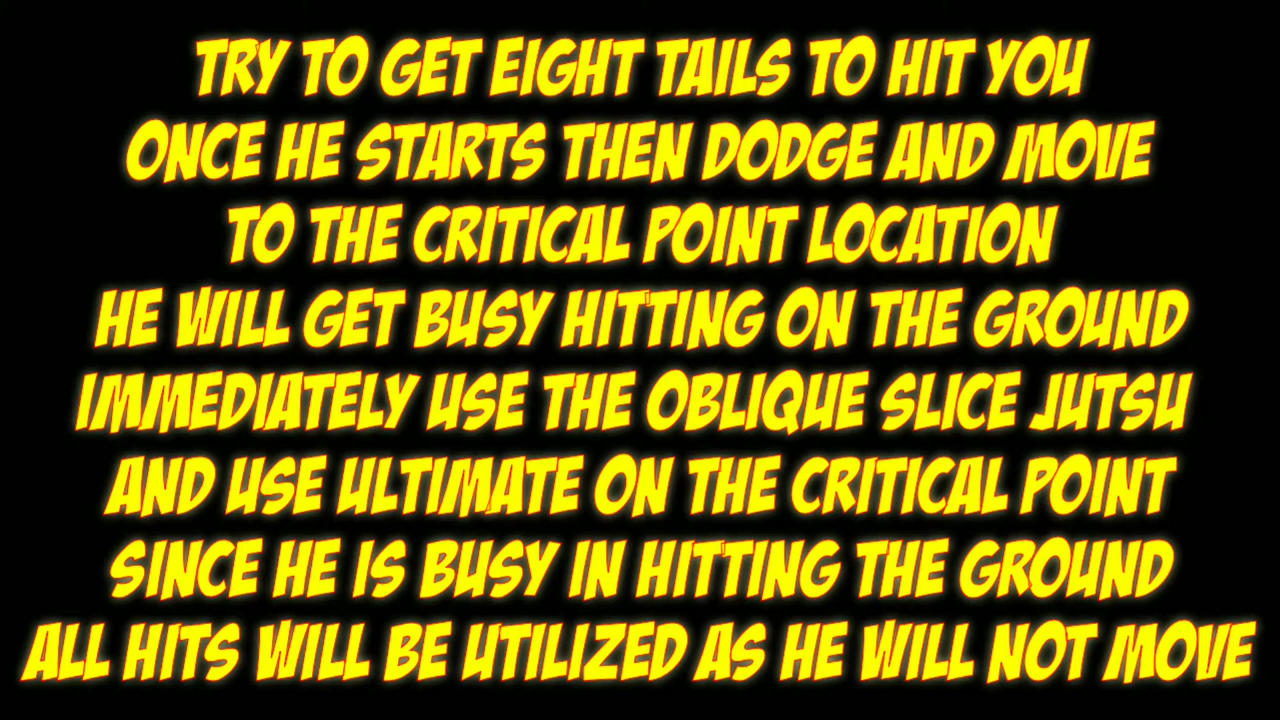 TRY TO GET EIGHT TAILS TO HIT YOU
ONCE HE STARTS THEN DODGE AND MOVE
TO THE CRITICAL POINT LOCATION
HE WILL GET BUSY HITTING ON THE GROUND
IMMEDIATELY USE THE OBLIQUE SLICE JUTSU
AND USE ULTIMATE ON THE CRITICAL POINT
SINCE HE IS BUSY IN HITTING THE GROUND
ALL HITS WILL BE UTILIZED AS HE WILL NOT MOVE